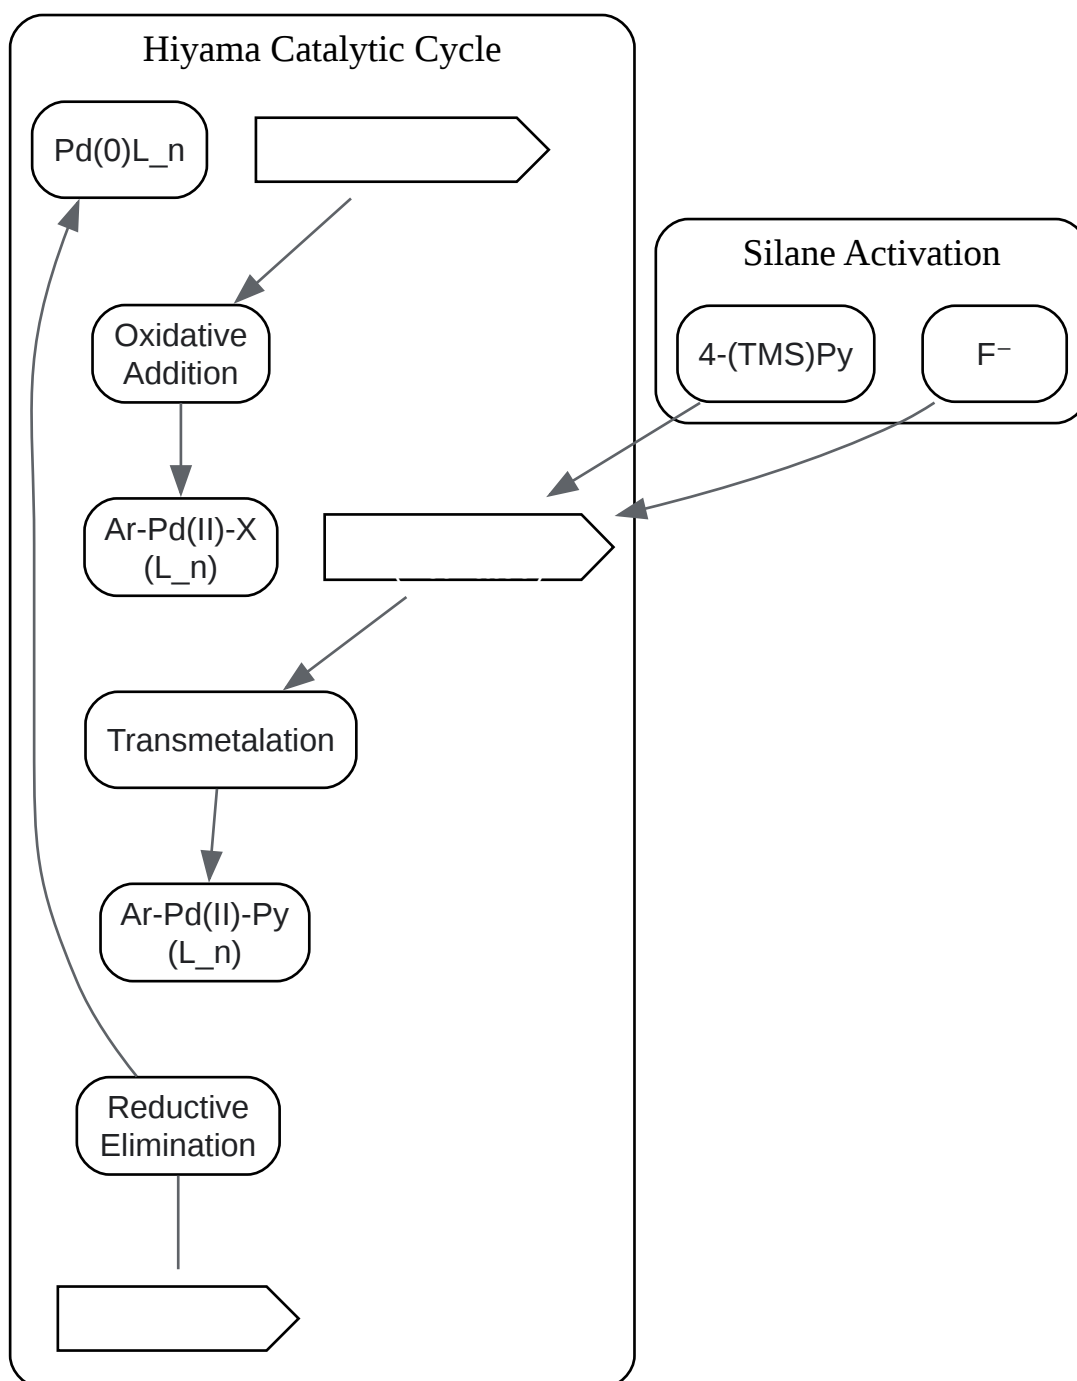 Hiyama Catalytic Cycle
Pd(0)L_n
Silane Activation
Oxidative
Addition
4-(TMS)Py
F⁻
Ar-Pd(II)-X
(L_n)
Transmetalation
Ar-Pd(II)-Py
(L_n)
Reductive
Elimination